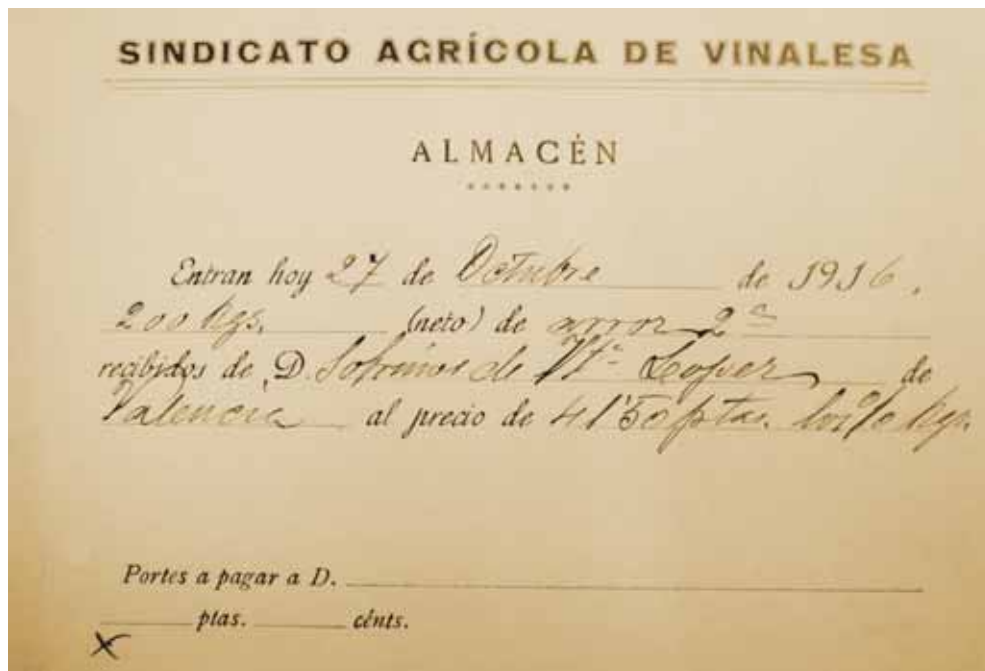 SINDICATO AGRÍCOLA DE VINALESA
ALMACÉN
Entran hoy 27 de Octubre de 1916.
200 kgs. (neto) de arroz 2ª
recibidos de D. Sobrinos de Vª Lopez de
Valencia al precio de 41'50 ptas. los % kgs.
Portes a pagar a D.
ptas. cénts.
X